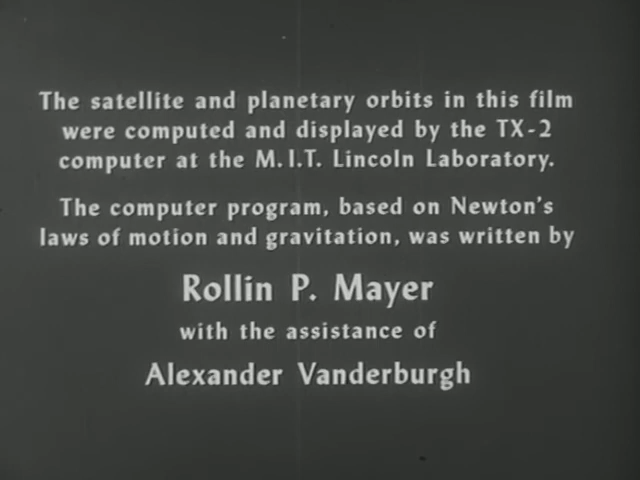 The satellite and planetary orbits in this film
were computed and displayed by the TX-2
computer at the M.I.T. Lincoln Laboratory.
The computer program, based on Newton's
laws of motion and gravitation, was written by
Rollin P. Mayer
with the assistance of
Alexander Vanderburgh